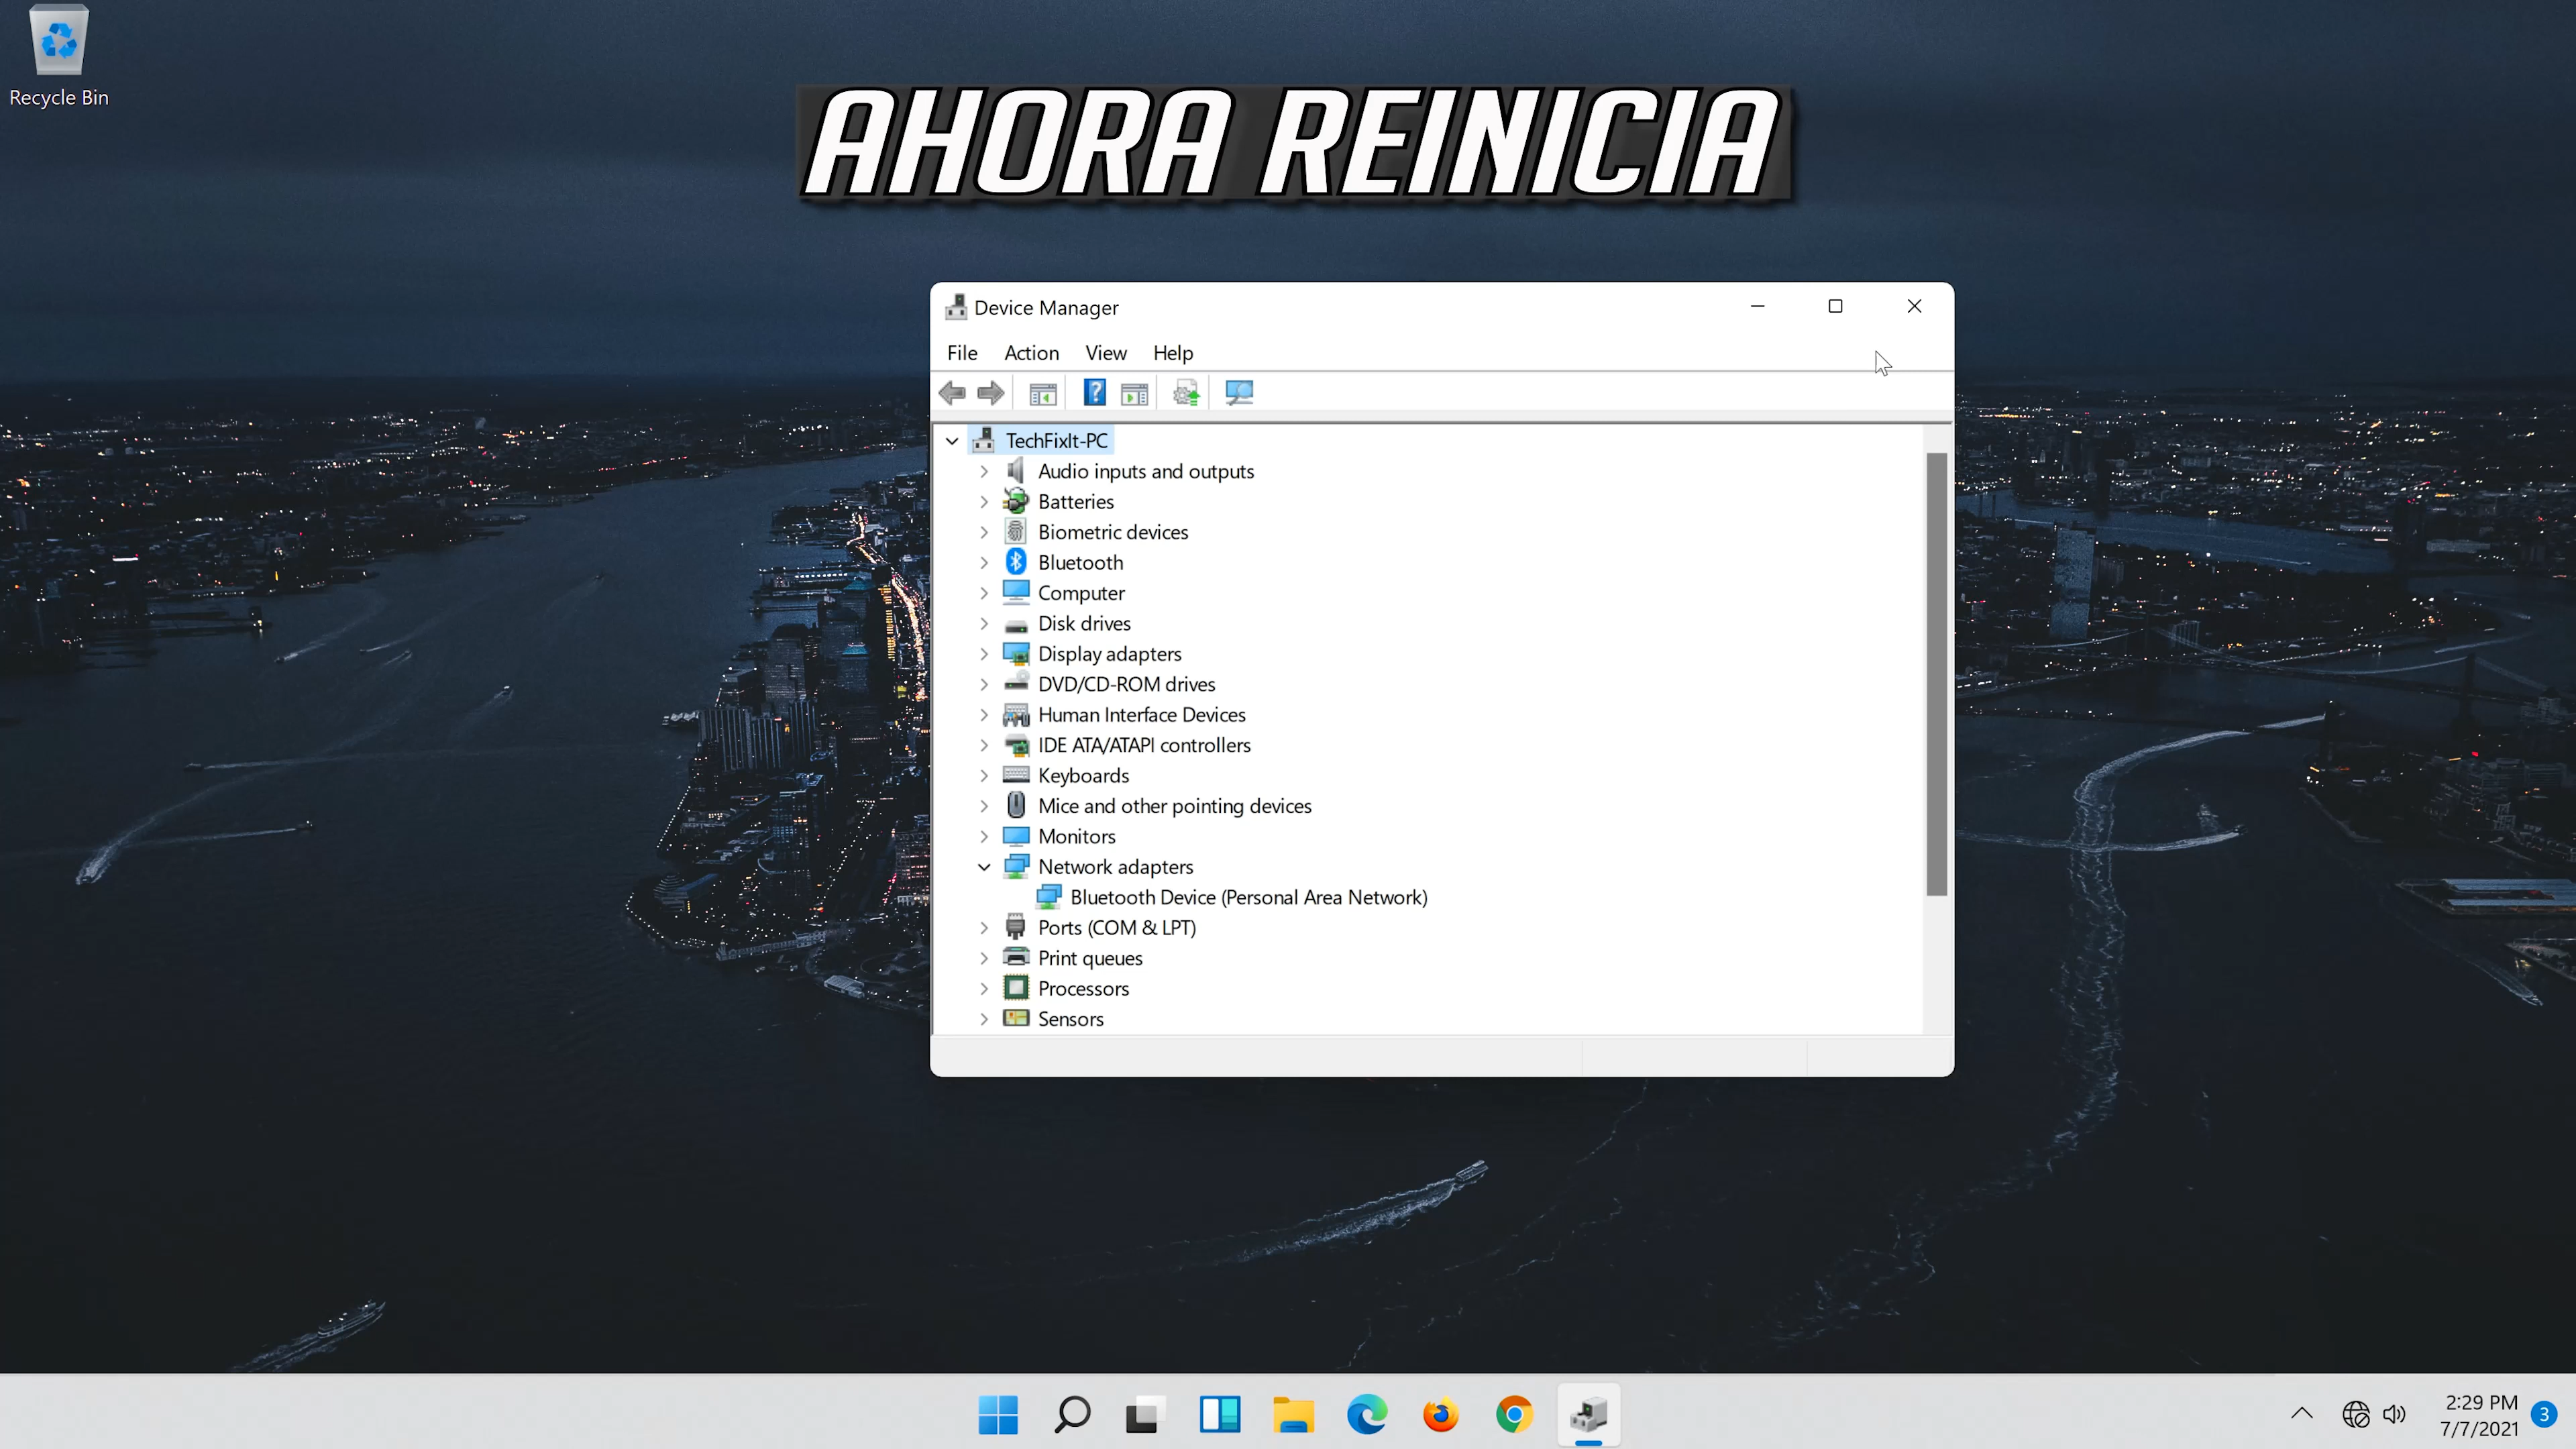 Recycle Bin
AHORA REINICIA
Device Manager
File Action View Help
TechFixIt-PC
Audio inputs and outputs
Batteries
Biometric devices
Bluetooth
Computer
Disk drives
Display adapters
DVD/CD-ROM drives
Human Interface Devices
IDE ATA/ATAPI controllers
Keyboards
Mice and other pointing devices
Monitors
Network adapters
Bluetooth Device (Personal Area Network)
Ports (COM & LPT)
Print queues
Processors
Sensors
2:29 PM
7/7/2021
3